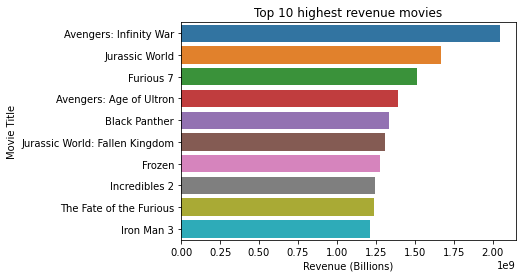 Top 10 highest revenue movies
Movie Title
Avengers: Infinity War
Jurassic World
Furious 7
Avengers: Age of Ultron
Black Panther
Jurassic World: Fallen Kingdom
Frozen
Incredibles 2
The Fate of the Furious
Iron Man 3
0.00 0.25 0.50 0.75 1.00 1.25 1.50 1.75 2.00
1e9
Revenue (Billions)